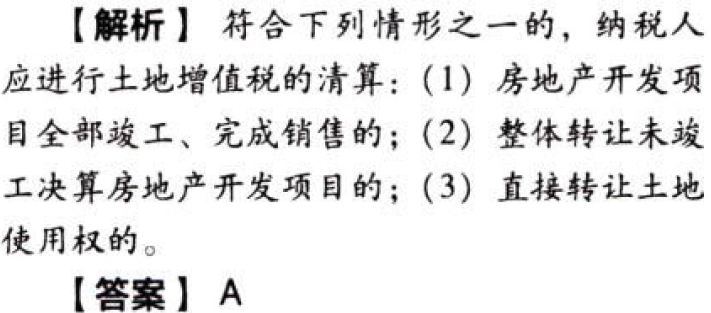 【解析】 符合下列情形之一的，纳税人
应进行土地增值税的清算：（1）房地产开发项
目全部竣工、完成销售的；（2）整体转让未竣
工决算房地产开发项目的；（3）直接转让土地
使用权的。
【答案】 A